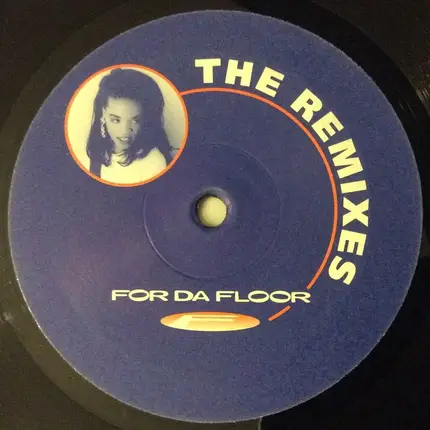 THE REMIXES
FOR DA FLOOR